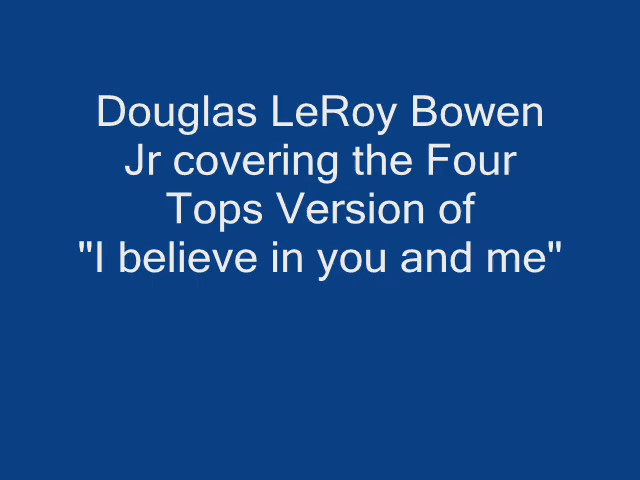 Douglas LeRoy Bowen
Jr covering the Four
Tops Version of
"I believe in you and me"